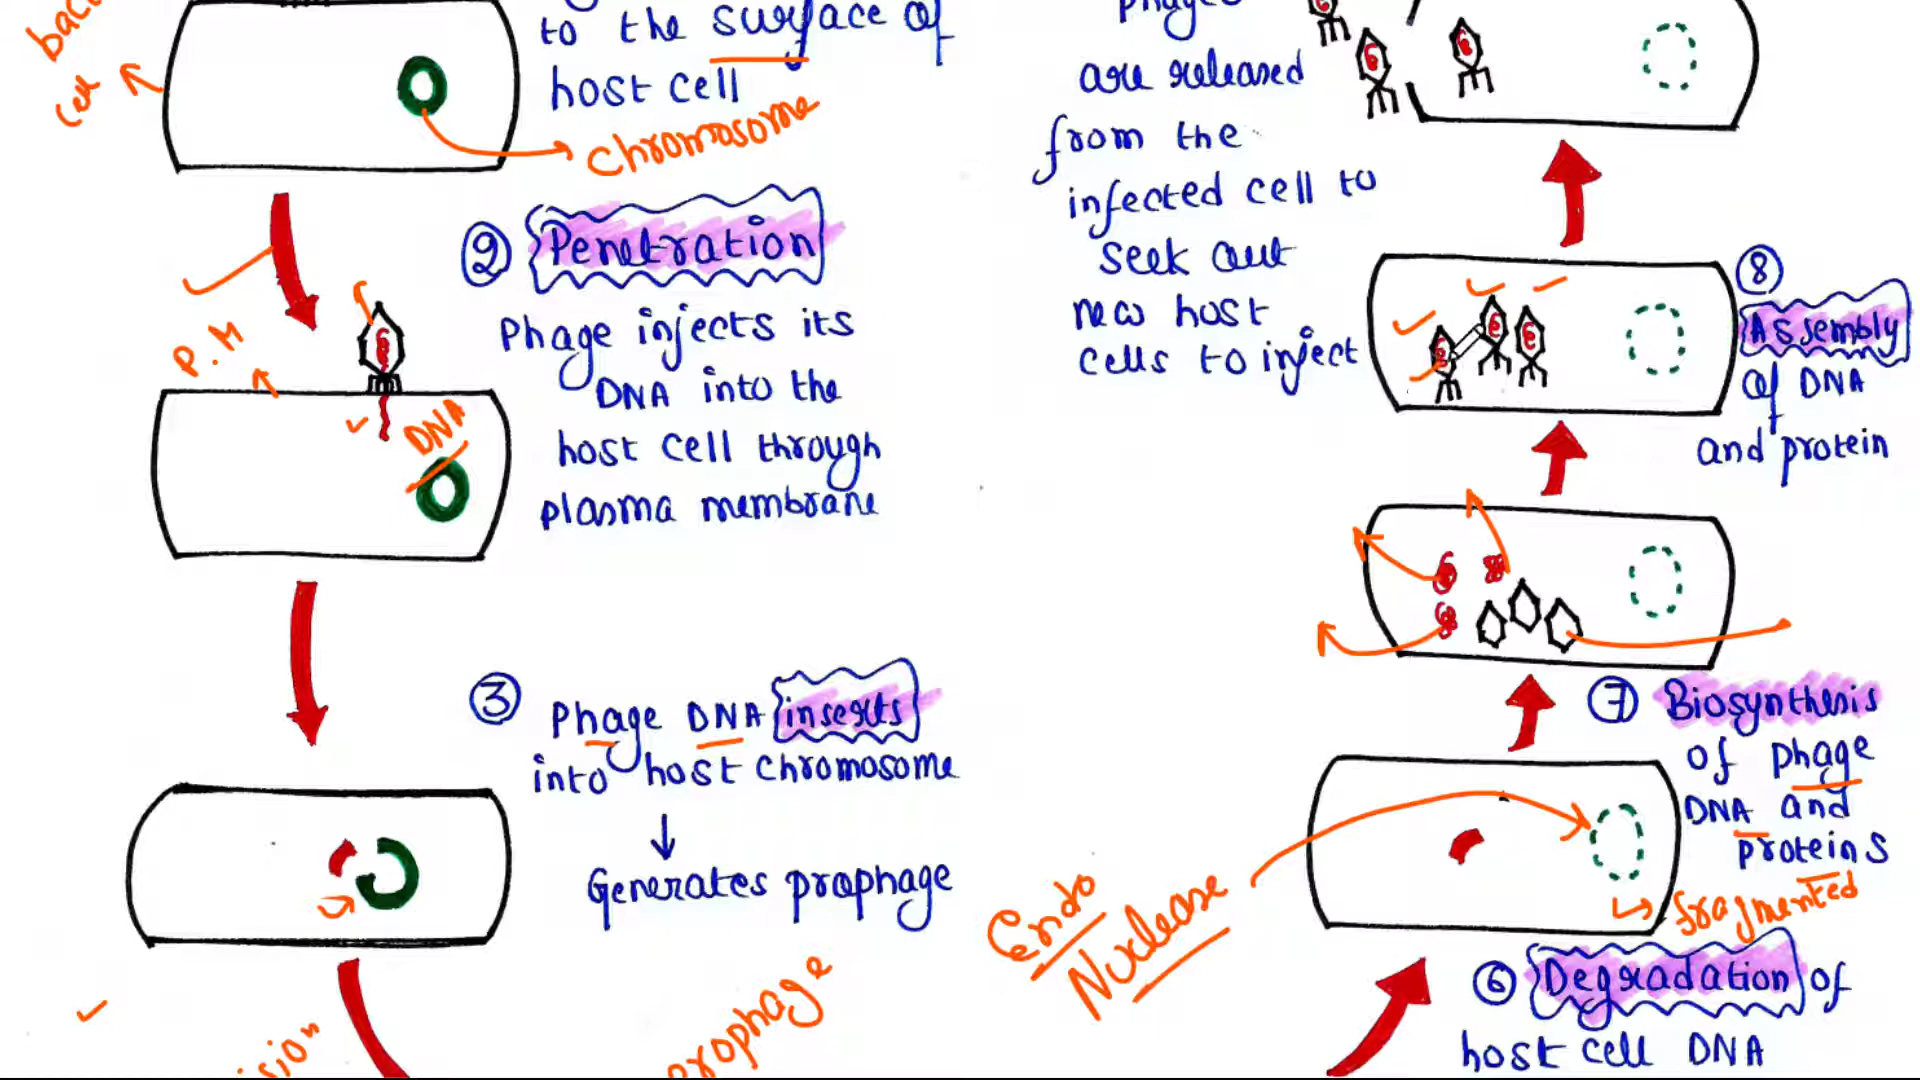 cell
to the surface of
host cell
chromosome
② Penetration
P.M
Phage injects its
DNA into the
host cell through
plasma membrane
DNA
③ Phage DNA inserts
into host chromosome
↓
Generates prophage
prophage
are released
from the
infected cell to
seek out
new host
cells to inject
⑧
Assembly
of DNA
and protein
⑦ Biosynthesis
of phage
DNA and
proteins
fragmented
Endo
Nuclease
⑥ Degradation of
host cell DNA